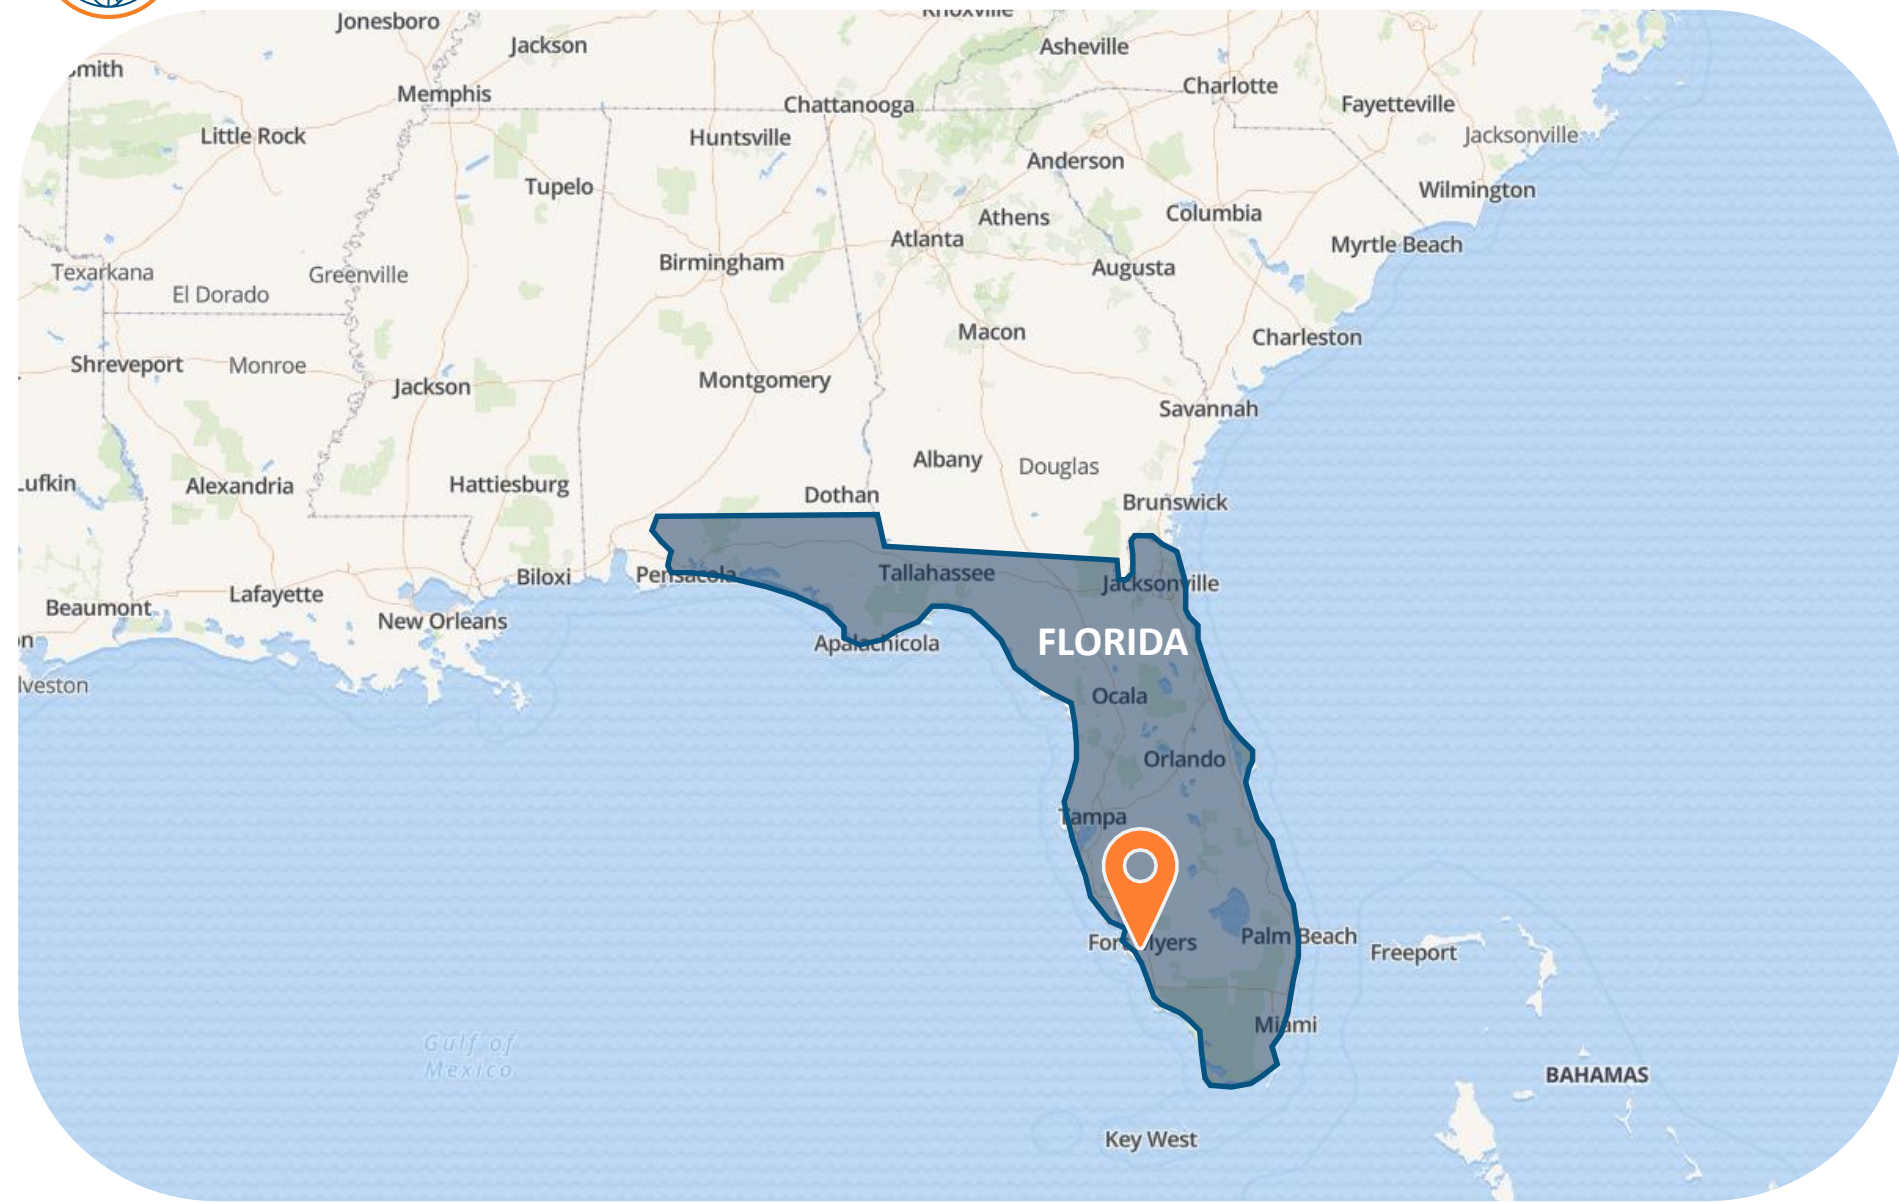 Jonesboro
Knoxville
Jackson
Asheville
Memphis
Charlotte
Chattanooga
Fayetteville
Little Rock
Huntsville
Jacksonville
Anderson
Tupelo
Wilmington
Athens
Columbia
Atlanta
Myrtle Beach
Birmingham
Augusta
Texarkana
Greenville
El Dorado
Macon
Charleston
Shreveport
Monroe
Montgomery
Jackson
Savannah
Albany
Douglas
Lufkin
Alexandria
Hattiesburg
Dothan
Brunswick
Pensacola
Biloxi
Tallahassee
Jacksonville
Lafayette
Beaumont
New Orleans
Apalachicola
FLORIDA
lveston
Ocala
Orlando
Tampa
Fort Myers
Palm Beach
Freeport
Miami
Gulf of
Mexico
BAHAMAS
Key West